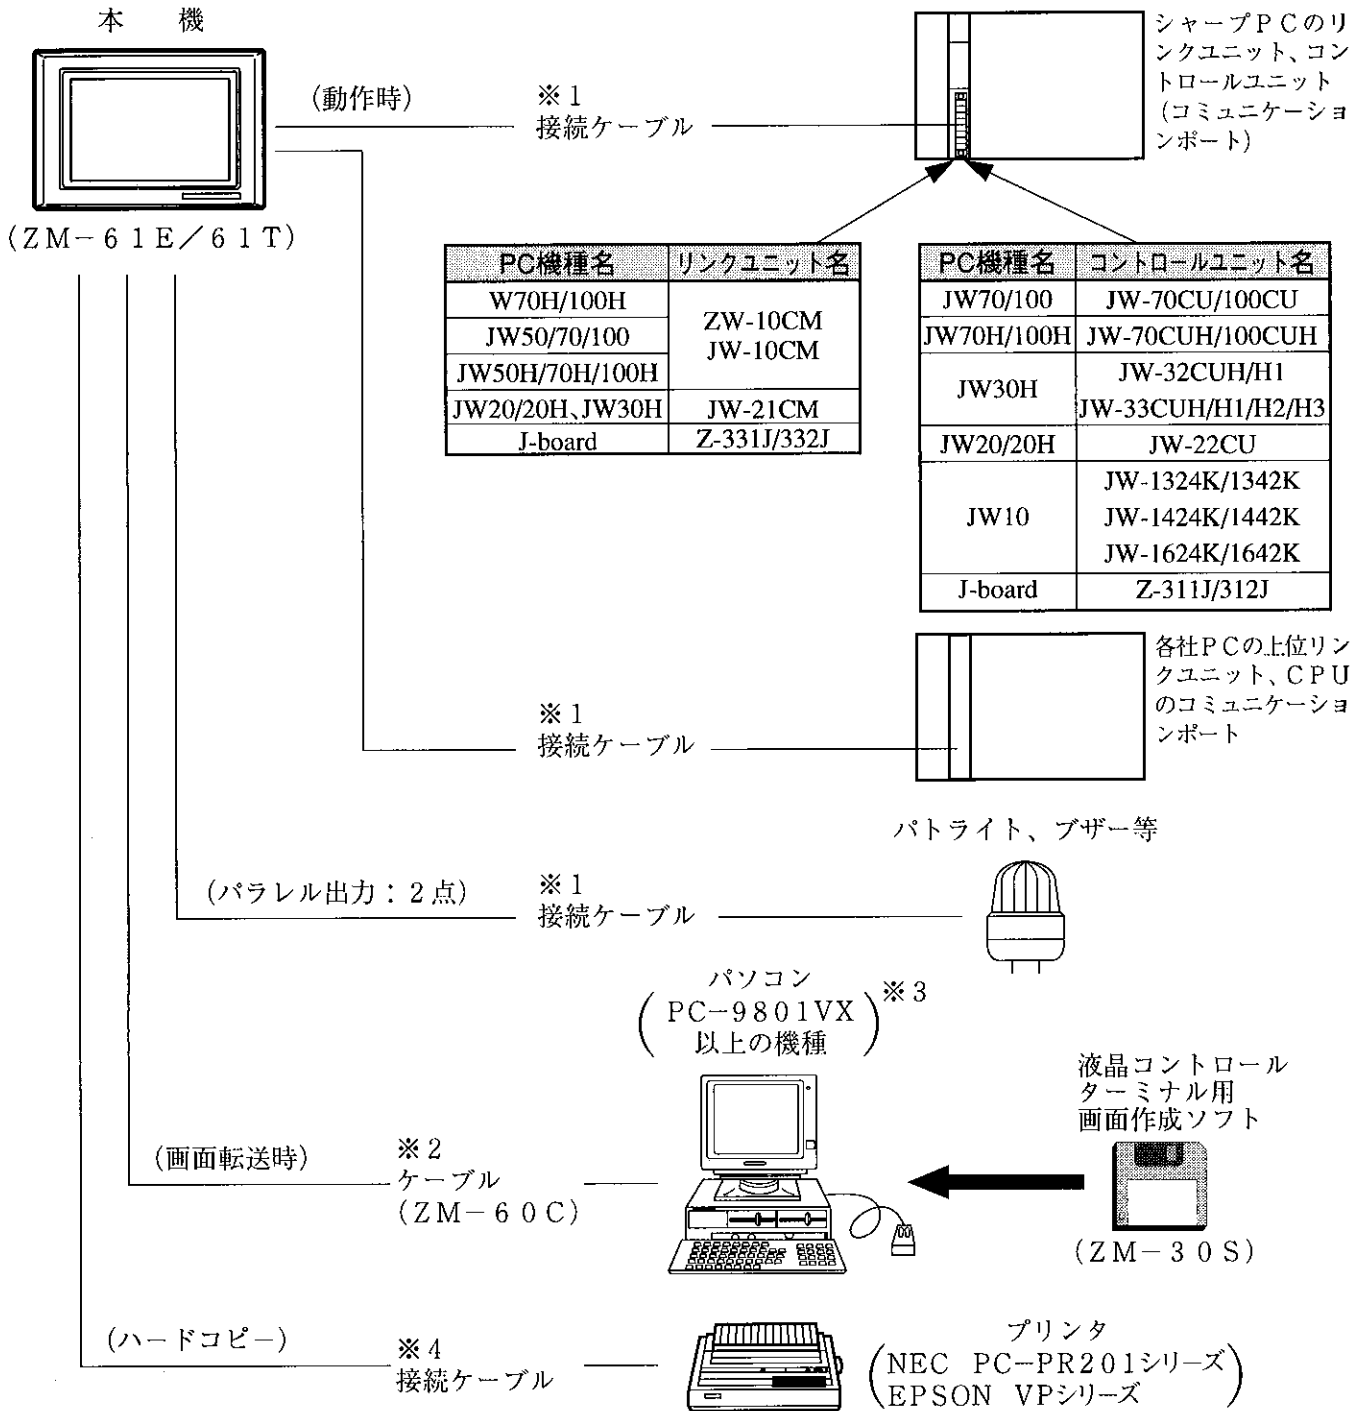 本　機
(ZM－61E／61T)
(動作時)
※1
接続ケーブル
シャープPCのリ
ンクユニット、コン
トロールユニット
(コミュニケーショ
ンポート)
PC機種名 リンクユニット名
W70H/100H
JW50/70/100
JW50H/70H/100H
ZW-10CM
JW-10CM
JW20/20H、JW30H JW-21CM
J-board Z-331J/332J
PC機種名 コントロールユニット名
JW70/100 JW-70CU/100CU
JW70H/100H JW-70CUH/100CUH
JW30H
JW-32CUH/H1
JW-33CUH/H1/H2/H3
JW20/20H JW-22CU
JW10
JW-1324K/1342K
JW-1424K/1442K
JW-1624K/1642K
J-board Z-311J/312J
※1
接続ケーブル
各社PCの上位リン
クユニット、CPU
のコミュニケーショ
ンポート
(パラレル出力：2点)
※1
接続ケーブル
パトライト、ブザー等
(画面転送時)
※2
ケーブル
(ZM－60C)
パソコン
(PC－9801VX
以上の機種)※3
液晶コントロール
ターミナル用
画面作成ソフト
(ZM－30S)
(ハードコピー)
※4
接続ケーブル
プリンタ
(NEC PC－PR201シリーズ
EPSON VPシリーズ)